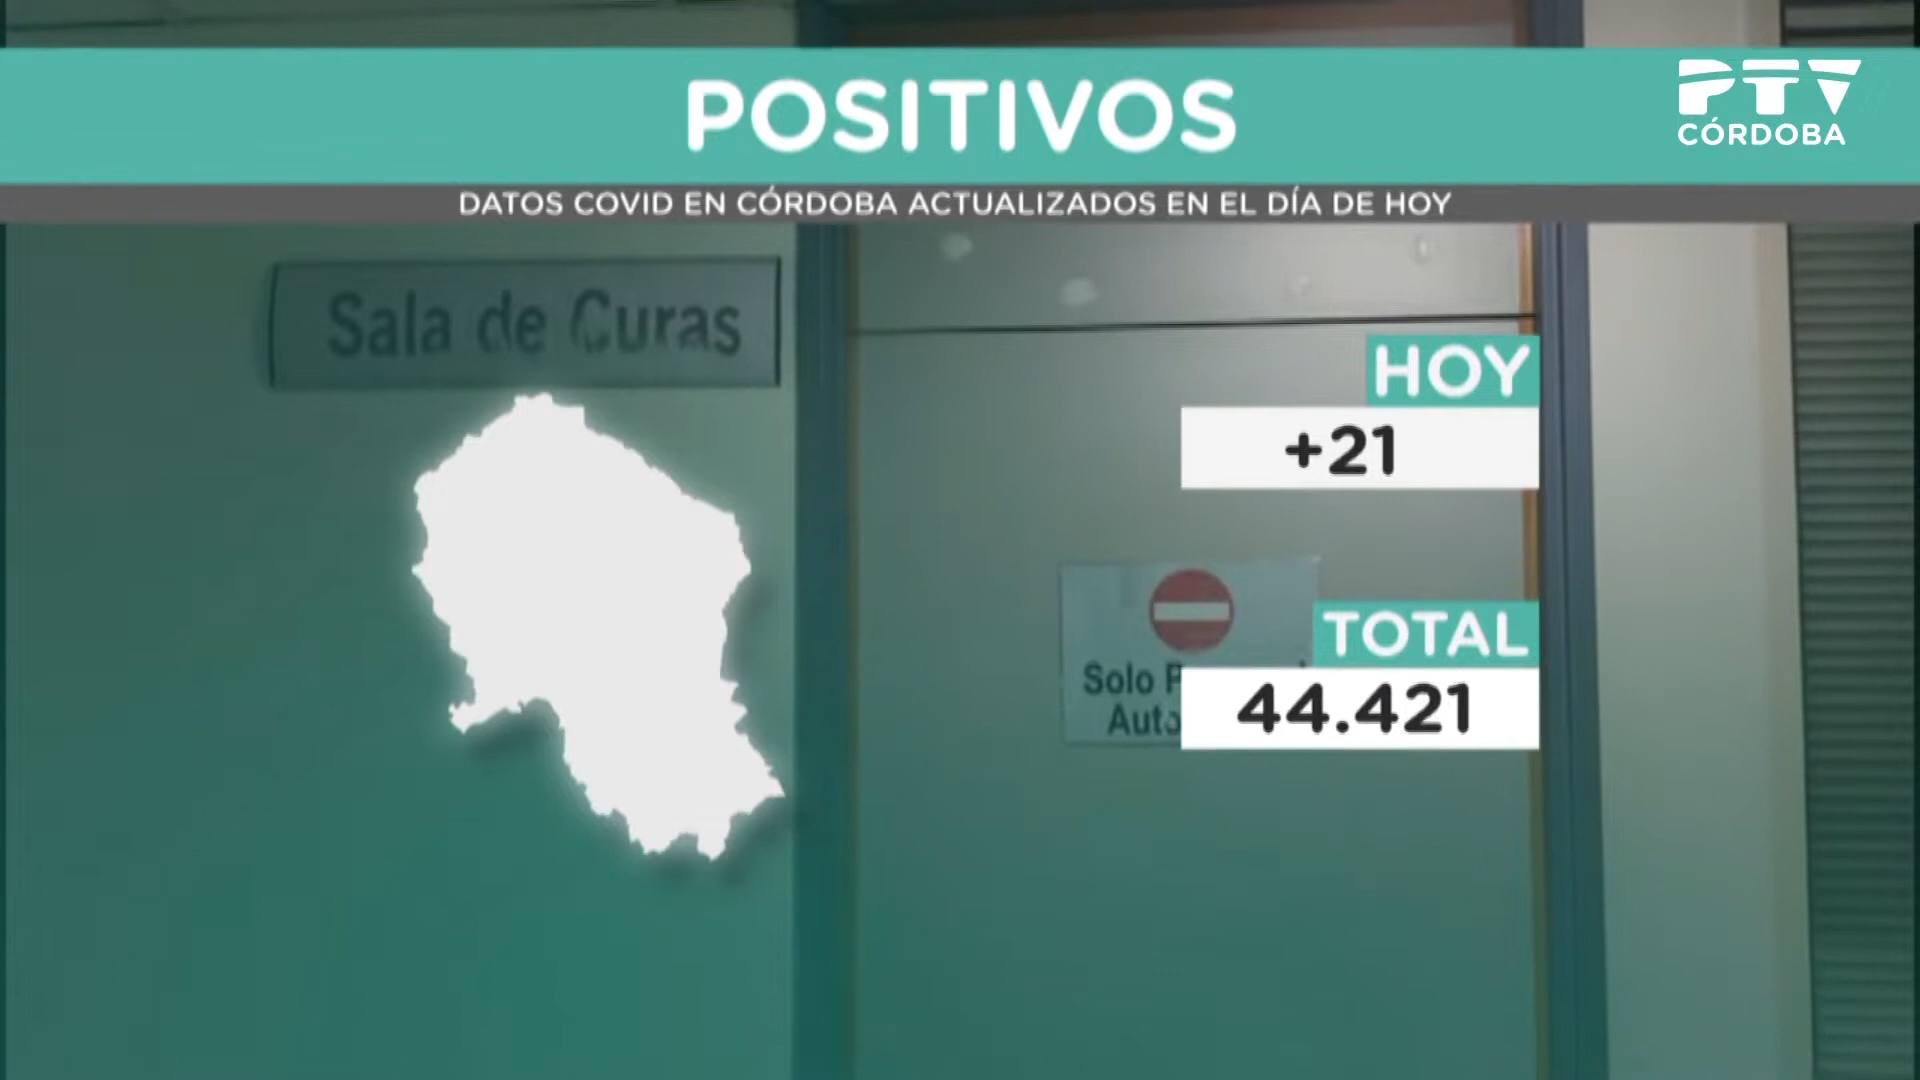 POSITIVOS
PTV
CÓRDOBA
DATOS COVID EN CÓRDOBA ACTUALIZADOS EN EL DÍA DE HOY
Sala de Curas
HOY
+21
Solo
TOTAL
44.421